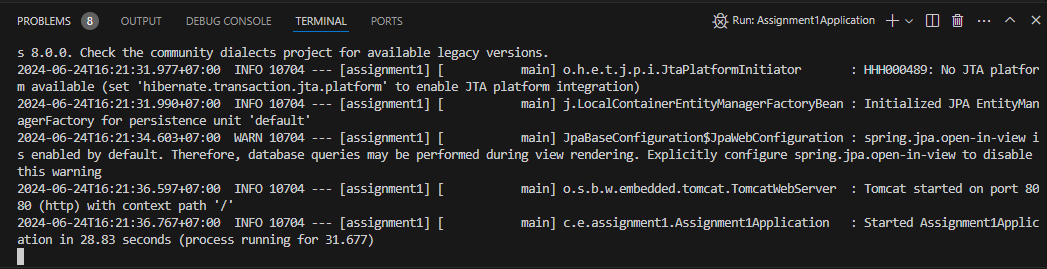 PROBLEMS 8 OUTPUT DEBUG CONSOLE TERMINAL PORTS Run: Assignment1Application
s 8.0.0. Check the community dialects project for available legacy versions.
2024-06-24T16:21:31.977+07:00  INFO 10704 --- [assignment1] [           main] o.h.e.t.j.p.i.JtaPlatformInitiator       : HHH000489: No JTA platfor
m available (set 'hibernate.transaction.jta.platform' to enable JTA platform integration)
2024-06-24T16:21:31.990+07:00  INFO 10704 --- [assignment1] [           main] j.LocalContainerEntityManagerFactoryBean : Initialized JPA EntityMan
agerFactory for persistence unit 'default'
2024-06-24T16:21:34.603+07:00  WARN 10704 --- [assignment1] [           main] JpaBaseConfiguration$JpaWebConfiguration : spring.jpa.open-in-view i
s enabled by default. Therefore, database queries may be performed during view rendering. Explicitly configure spring.jpa.open-in-view to disable
this warning
2024-06-24T16:21:36.597+07:00  INFO 10704 --- [assignment1] [           main] o.s.b.w.embedded.tomcat.TomcatWebServer  : Tomcat started on port 80
80 (http) with context path '/'
2024-06-24T16:21:36.767+07:00  INFO 10704 --- [assignment1] [           main] c.e.assignment1.Assignment1Application   : Started Assignment1Applic
ation in 28.83 seconds (process running for 31.677)